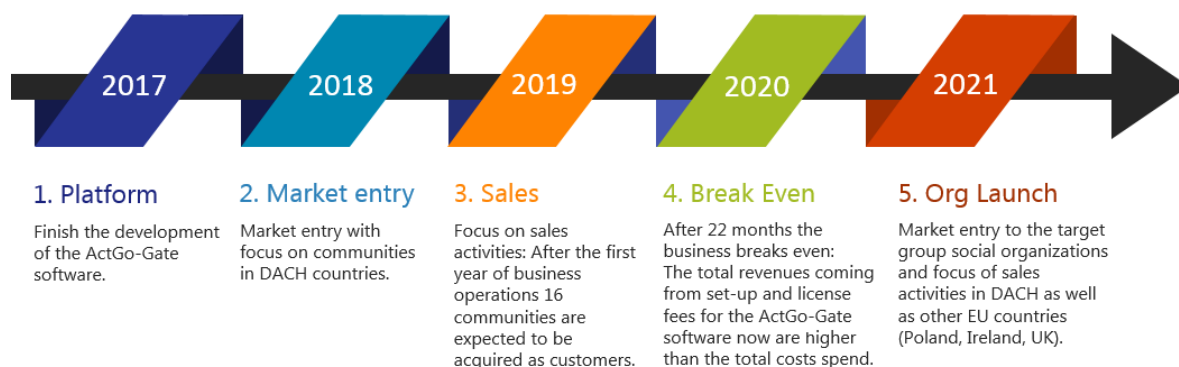 2017
2018
2019
2020
2021
1. Platform
Finish the development
of the ActGo-Gate
software.
2. Market entry
Market entry with
focus on communities
in DACH countries.
3. Sales
Focus on sales
activities: After the first
year of business
operations 16
communities are
expected to be
acquired as customers.
4. Break Even
After 22 months the
business breaks even:
The total revenues coming
from set-up and license
fees for the ActGo-Gate
software now are higher
than the total costs spend.
5. Org Launch
Market entry to the target
group social organizations
and focus of sales
activities in DACH as well
as other EU countries
(Poland, Ireland, UK).